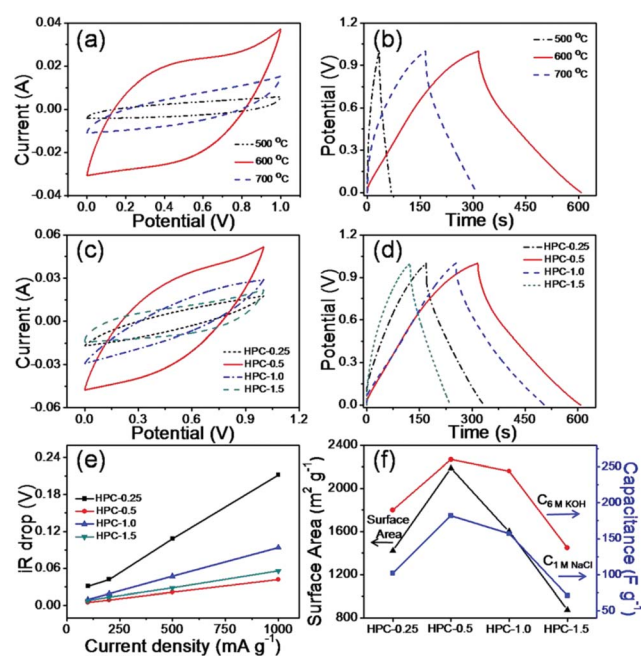 (a)
0.04
0.02
0.00
-0.02
-0.04
Current (A)
0.0 0.2 0.4 0.6 0.8 1.0
Potential (V)
500 °C
600 °C
700 °C
(b)
1.2
0.9
0.6
0.3
0.0
Potential (V)
0 150 300 450 600
Time (s)
500 °C
600 °C
700 °C
(c)
0.06
0.03
0.00
-0.03
-0.06
Current (A)
0.0 0.3 0.6 0.9 1.2
Potential (V)
HPC-0.25
HPC-0.5
HPC-1.0
HPC-1.5
(d)
1.2
0.9
0.6
0.3
0.0
Potential (V)
0 150 300 450 600
Time (s)
HPC-0.25
HPC-0.5
HPC-1.0
HPC-1.5
(e)
0.24
0.18
0.12
0.06
0.00
iR drop (V)
250 500 750 1000
Current density (mA g⁻¹)
HPC-0.25
HPC-0.5
HPC-1.0
HPC-1.5
(f)
2400
2000
1600
1200
800
Surface Area (m² g⁻¹)
Surface
Area
C6 M KOH
C1 M NaCl
250
200
150
100
50
Capacitance (F g⁻¹)
HPC-0.25 HPC-0.5 HPC-1.0 HPC-1.5